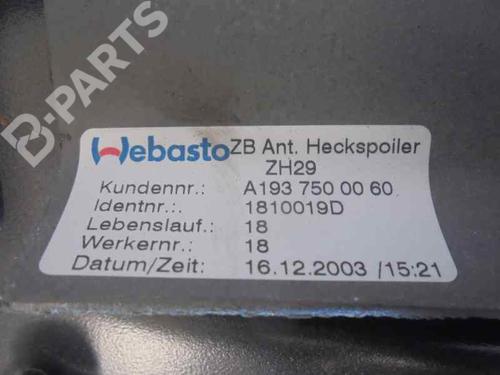 B-PARTS
Webasto ZB Ant. Heckspoiler
ZH29
Kundennr.: A193 750 00 60
Identnr.:. 1810019D
Lebenslauf.: 18
Werkernr.: 18
Datum/Zeit: 16.12.2003 /15:21